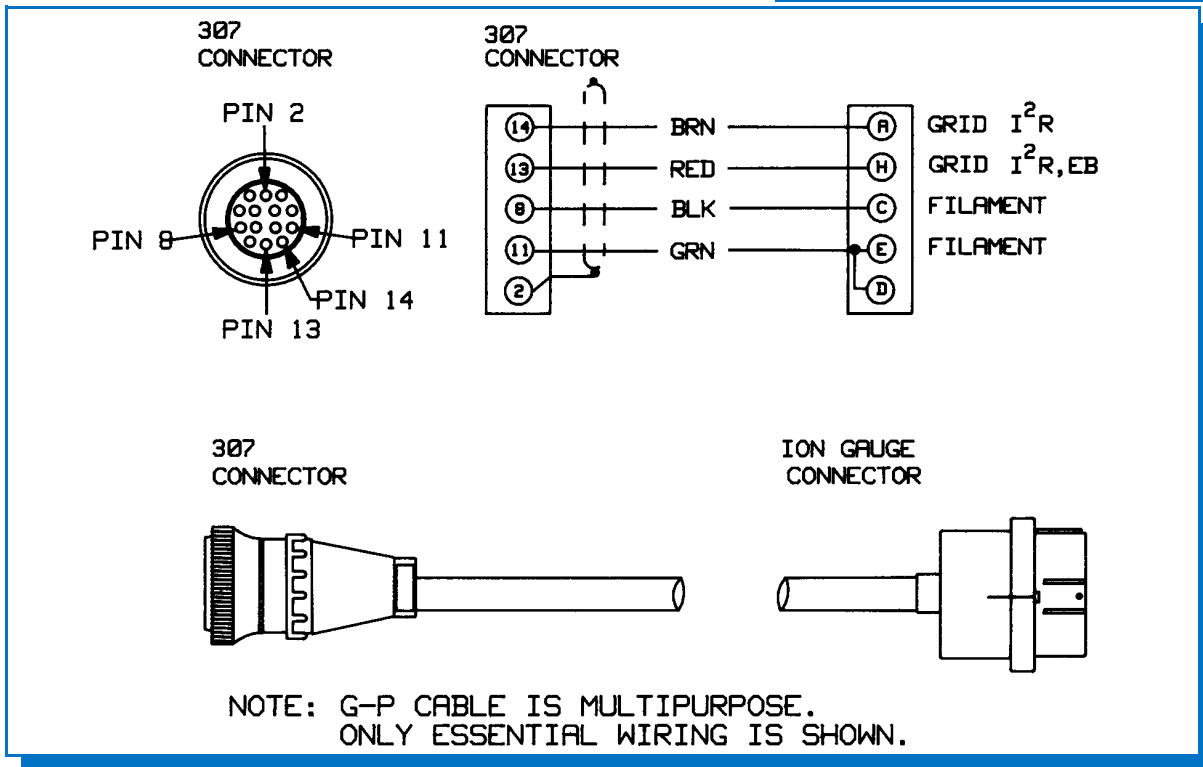 307
CONNECTOR
PIN 2
PIN 8
PIN 11
PIN 14
PIN 13
307
CONNECTOR
14 BRN A GRID I²R
13 RED H GRID I²R,EB
8 BLK C FILAMENT
11 GRN E FILAMENT
2 D
307
CONNECTOR
ION GAUGE
CONNECTOR
NOTE: G-P CABLE IS MULTIPURPOSE.
ONLY ESSENTIAL WIRING IS SHOWN.